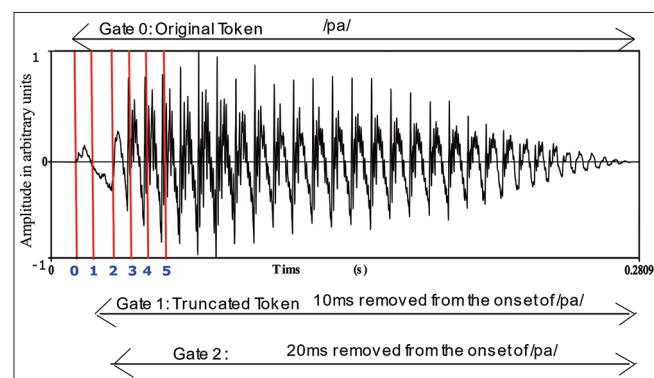 Gate 0: Original Token /pa/
1
Amplitude in arbitrary units
0
-1
0 0 1 2 3 4 5 Tims (s) 0.2809
Gate 1: Truncated Token 10ms removed from the onset of /pa/
Gate 2: 20ms removed from the onset of /pa/